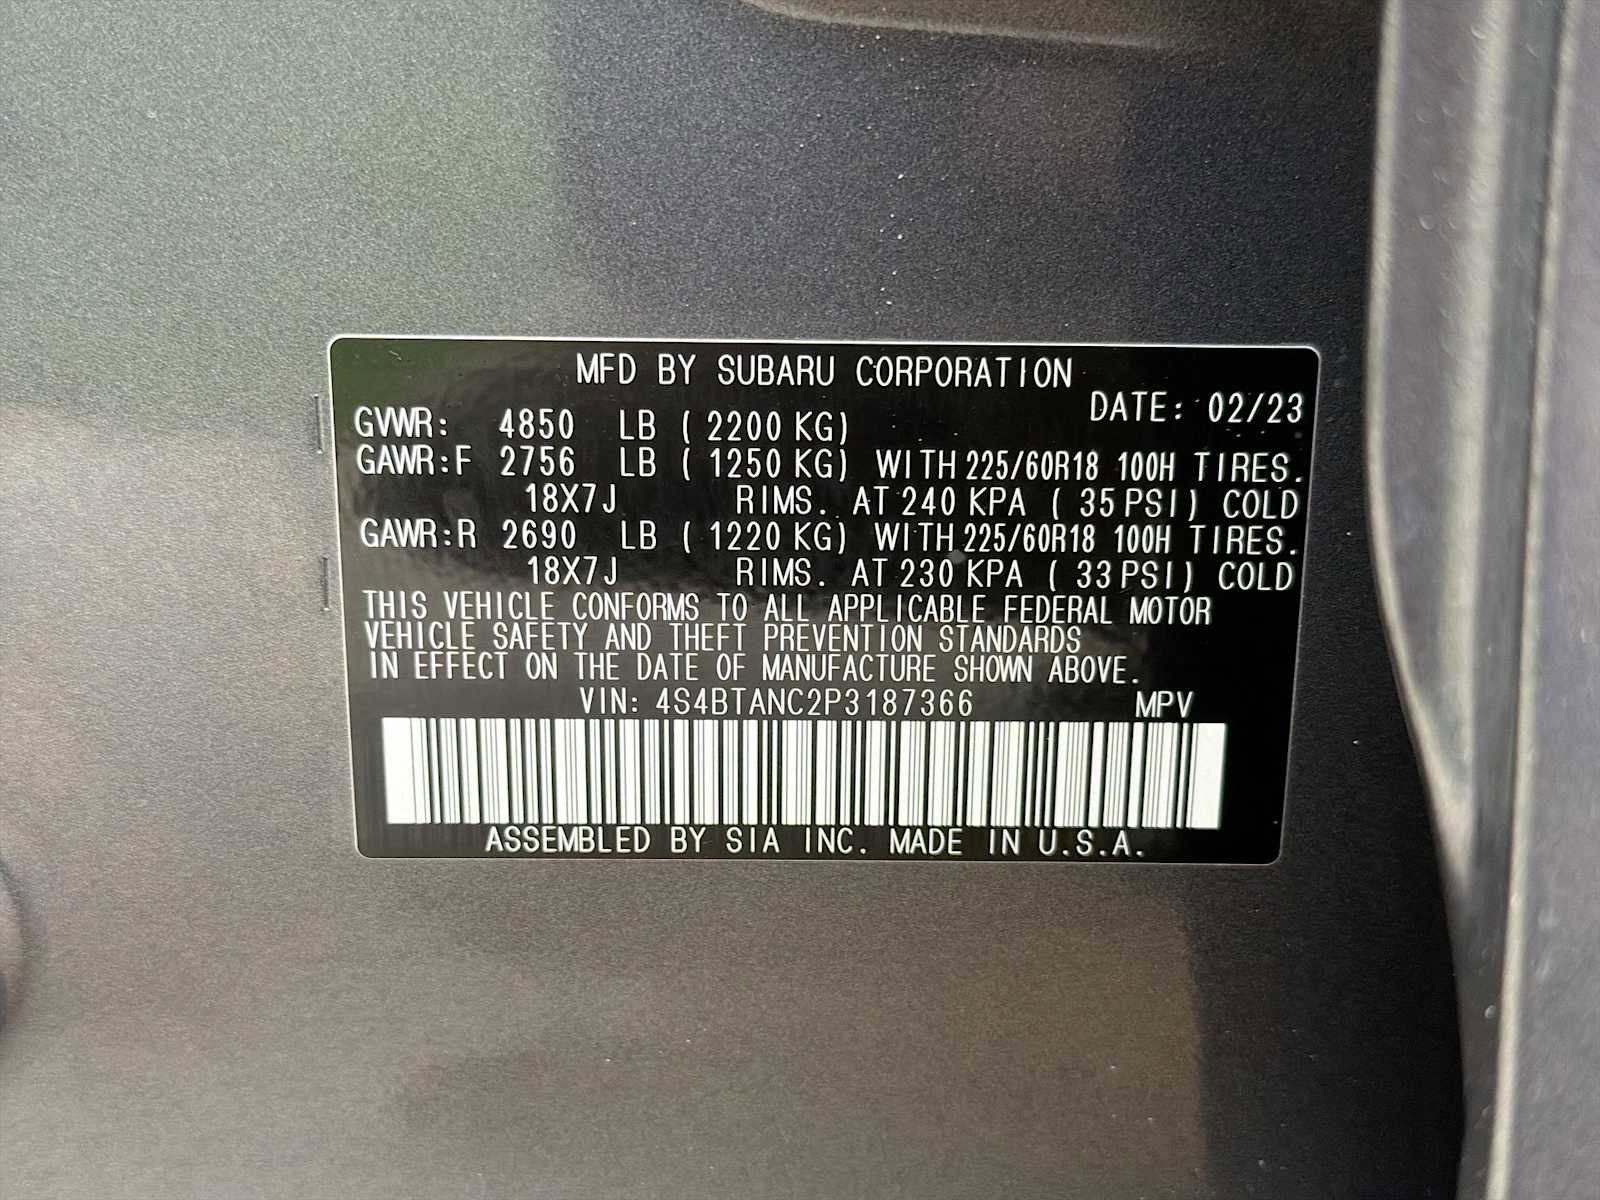 MFD BY SUBARU CORPORATION
DATE: 02/23
GVWR: 4850 LB ( 2200 KG)
GAWR:F 2756 LB ( 1250 KG) WITH 225/60R18 100H TIRES.
18X7J RIMS. AT 240 KPA ( 35 PSI) COLD
GAWR:R 2690 LB ( 1220 KG) WITH 225/60R18 100H TIRES.
18X7J RIMS. AT 230 KPA ( 33 PSI) COLD
THIS VEHICLE CONFORMS TO ALL APPLICABLE FEDERAL MOTOR
VEHICLE SAFETY AND THEFT PREVENTION STANDARDS
IN EFFECT ON THE DATE OF MANUFACTURE SHOWN ABOVE.
VIN: 4S4BTANC2P3187366 MPV
ASSEMBLED BY SIA INC. MADE IN U.S.A.